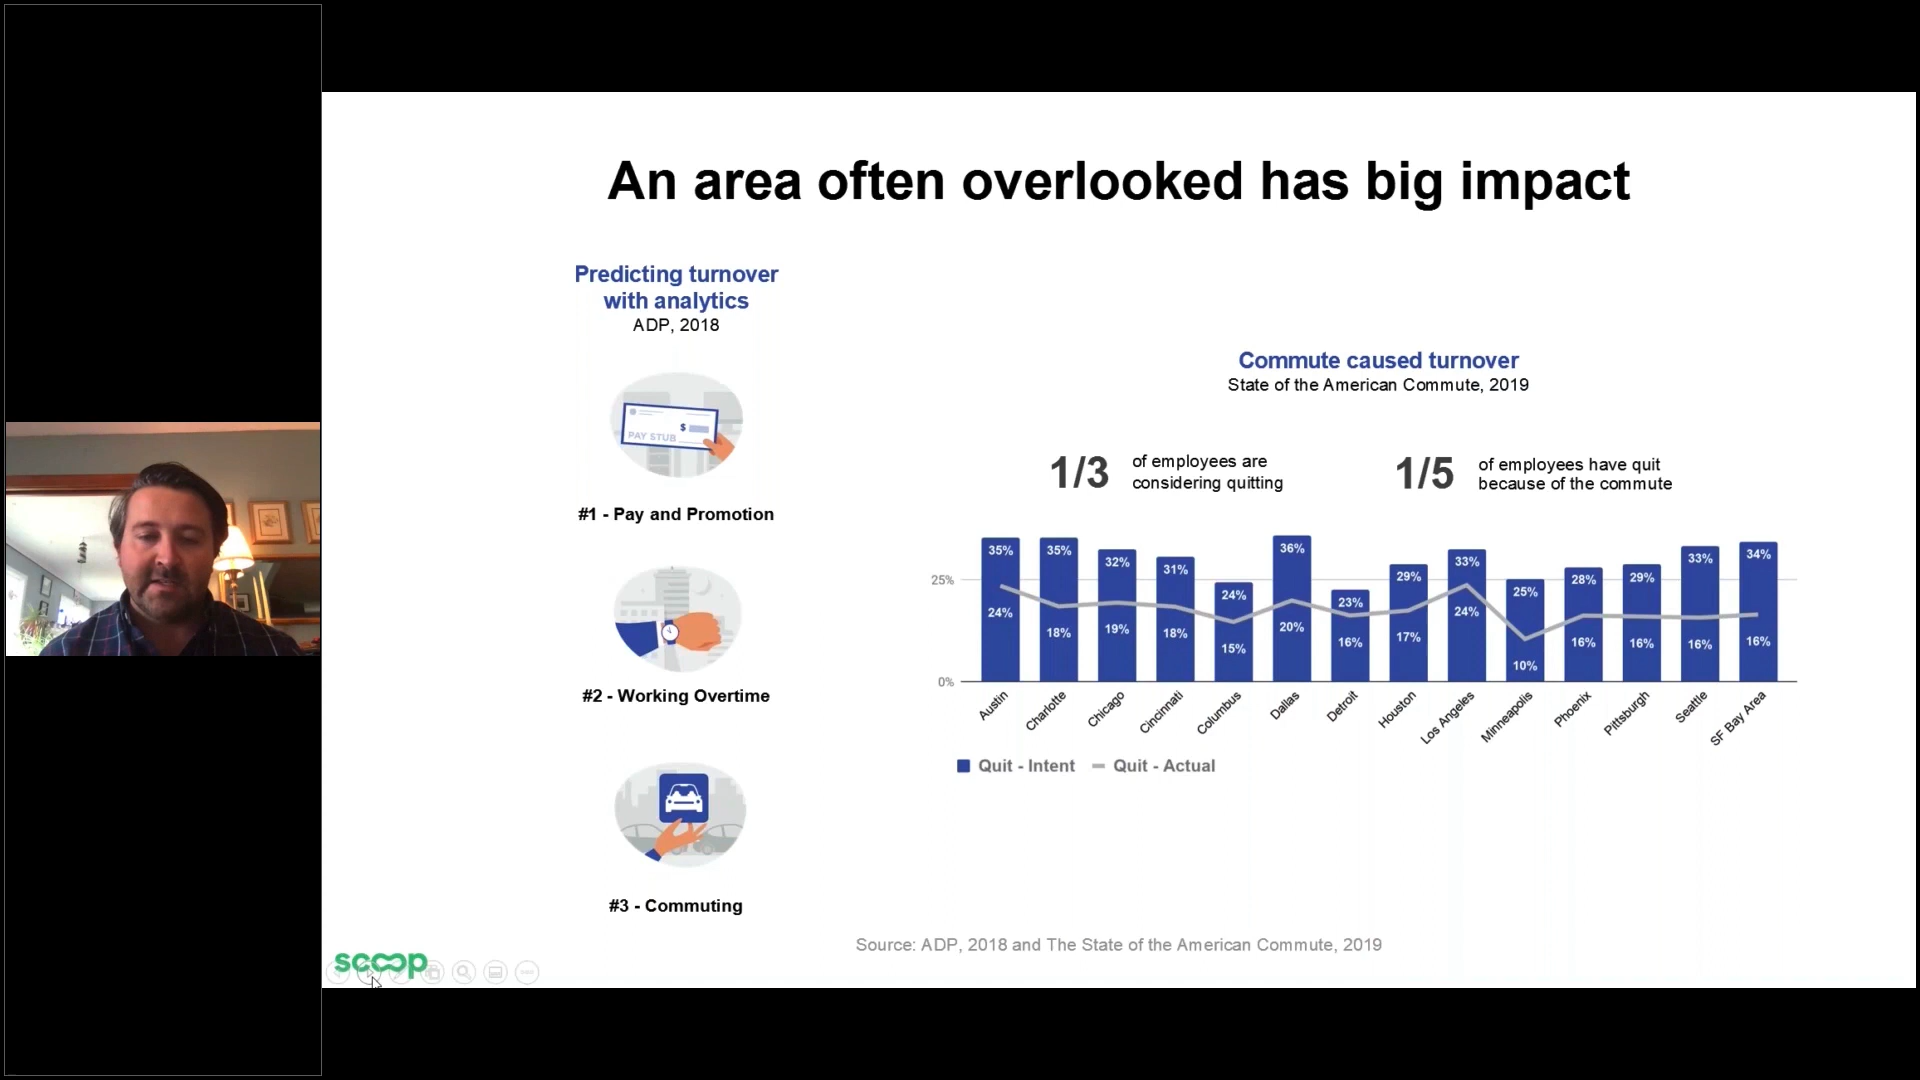 An area often overlooked has big impact
Predicting turnover
with analytics
ADP, 2018
$
PAY STUB
#1 - Pay and Promotion
#2 - Working Overtime
#3 - Commuting
Commute caused turnover
State of the American Commute, 2019
1/3
of employees are
considering quitting
1/5
of employees have quit
because of the commute
35% 35% 32% 31% 24% 36% 23% 29% 33% 25% 28% 29% 33% 34%
25%
24% 18% 19% 18% 15% 20% 16% 17% 24% 10% 16% 16% 16% 16%
0%
Austin Charlotte Chicago Cincinnati Columbus Dallas Detroit Houston Los Angeles Minneapolis Phoenix Pittsburgh Seattle SF Bay Area
Quit - Intent Quit - Actual
Source: ADP, 2018 and The State of the American Commute, 2019
scoop